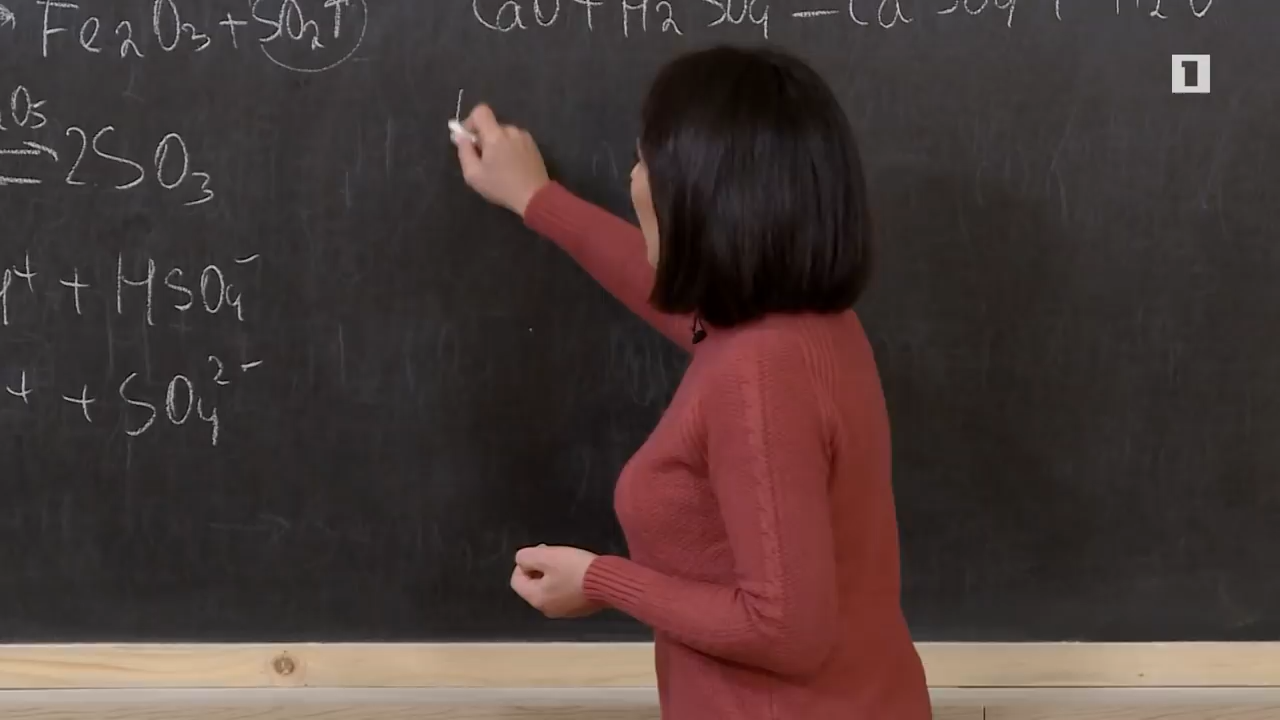 Fe₂O₃ + SO₂↑
CaO + H₂SO₄ = CaSO₄ + H₂O
⇒ 2SO₃
⁺ + HSO₄⁻
⁺ + SO₄²⁻
1